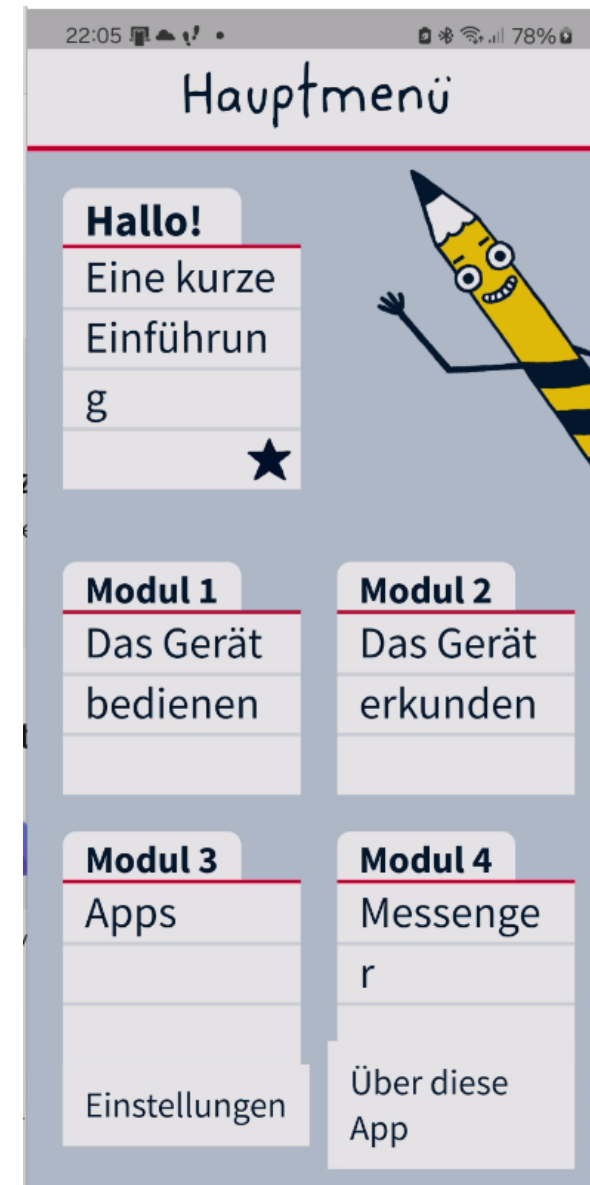 22:05 78%
Hauptmenü
Hallo!
Eine kurze
Einführun
g
Modul 1
Das Gerät
bedienen
Modul 2
Das Gerät
erkunden
Modul 3
Apps
Modul 4
Messenge
r
Einstellungen
Über diese
App